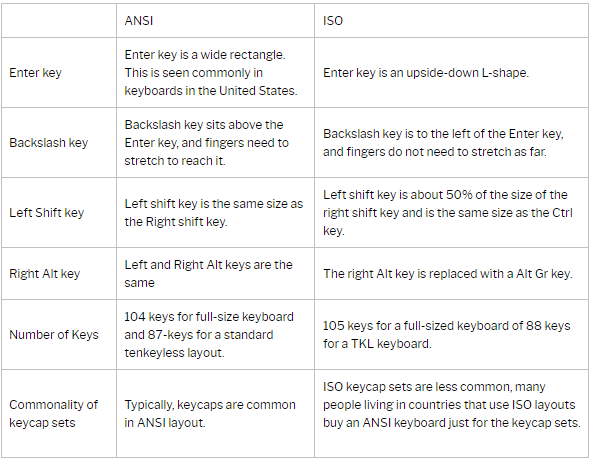 ANSI
ISO
Enter key
Enter key is a wide rectangle.
This is seen commonly in
keyboards in the United States.
Enter key is an upside-down L-shape.
Backslash key
Backslash key sits above the
Enter key, and fingers need to
stretch to reach it.
Backslash key is to the left of the Enter key,
and fingers do not need to stretch as far.
Left Shift key
Left shift key is the same size as
the Right shift key.
Left shift key is about 50% of the size of the
right shift key and is the same size as the Ctrl
key.
Right Alt key
Left and Right Alt keys are the
same
The right Alt key is replaced with a Alt Gr key.
Number of Keys
104 keys for full-size keyboard
and 87-keys for a standard
tenkeyless layout.
105 keys for a full-sized keyboard of 88 keys
for a TKL keyboard.
Commonality of
keycap sets
Typically, keycaps are common
in ANSI layout.
ISO keycap sets are less common, many
people living in countries that use ISO layouts
buy an ANSI keyboard just for the keycap sets.